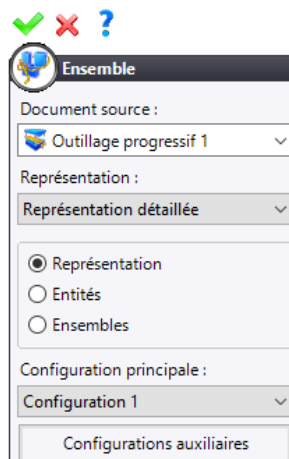 ?
Ensemble
Document source :
Outillage progressif 1
Représentation :
Représentation détaillée
Représentation
Entités
Ensembles
Configuration principale :
Configuration 1
Configurations auxiliaires